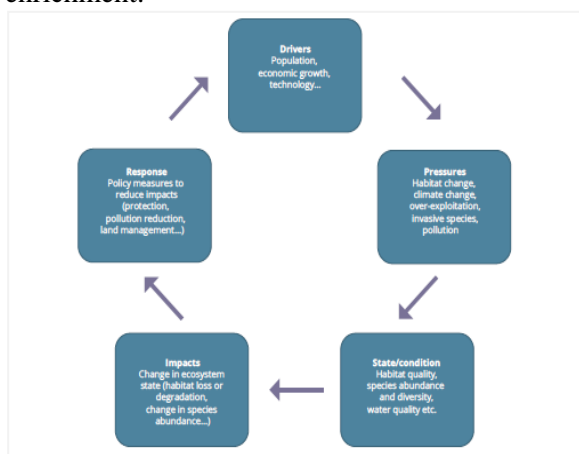 enrichment.
Drivers
Population,
economic growth,
technology...
Pressures
Habitat change,
climate change,
over-exploitation,
invasive species,
pollution
State/condition
Habitat quality,
species abundance
and diversity,
water quality etc.
Impacts
Change in ecosystem
state (habitat loss or
degradation,
change in species
abundance...)
Response
Policy measures to
reduce impacts
(protection,
pollution reduction,
land management...)